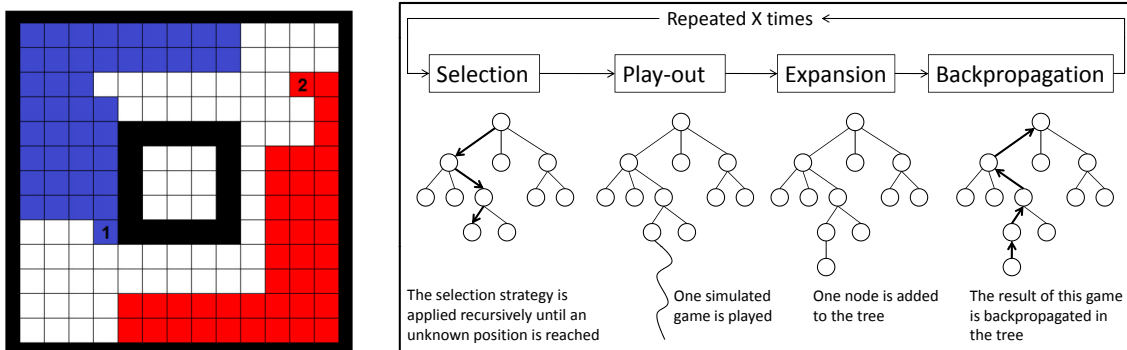 1
2
Repeated X times
Selection
Play-out
Expansion
Backpropagation
The selection strategy is
applied recursively until an
unknown position is reached
One simulated
game is played
One node is added
to the tree
The result of this game
is backpropagated in
the tree